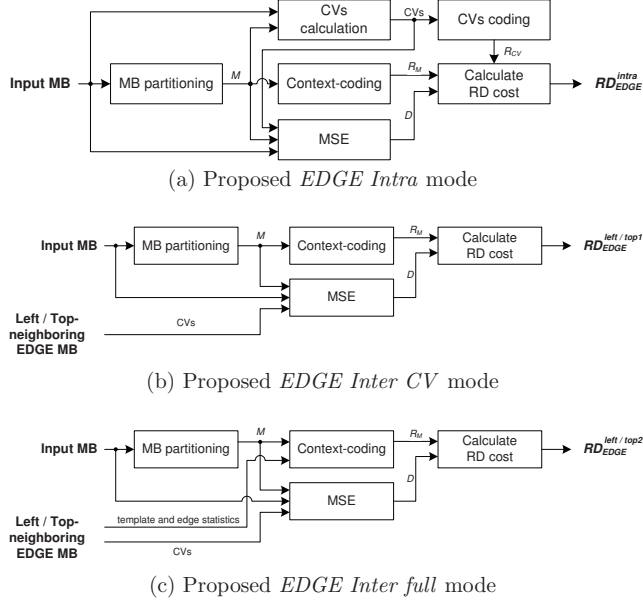 CVs calculation
CVs
CVs coding
R_CV
Input MB
MB partitioning
M
Context-coding
R_M
Calculate RD cost
RD_EDGE^intra
D
MSE
(a) Proposed EDGE Intra mode
Input MB
MB partitioning
M
Context-coding
R_M
Calculate RD cost
RD_EDGE^left / top1
D
MSE
Left / Top-neighboring EDGE MB
CVs
(b) Proposed EDGE Inter CV mode
Input MB
MB partitioning
M
Context-coding
R_M
Calculate RD cost
RD_EDGE^left / top2
D
MSE
Left / Top-neighboring EDGE MB
template and edge statistics
CVs
(c) Proposed EDGE Inter full mode